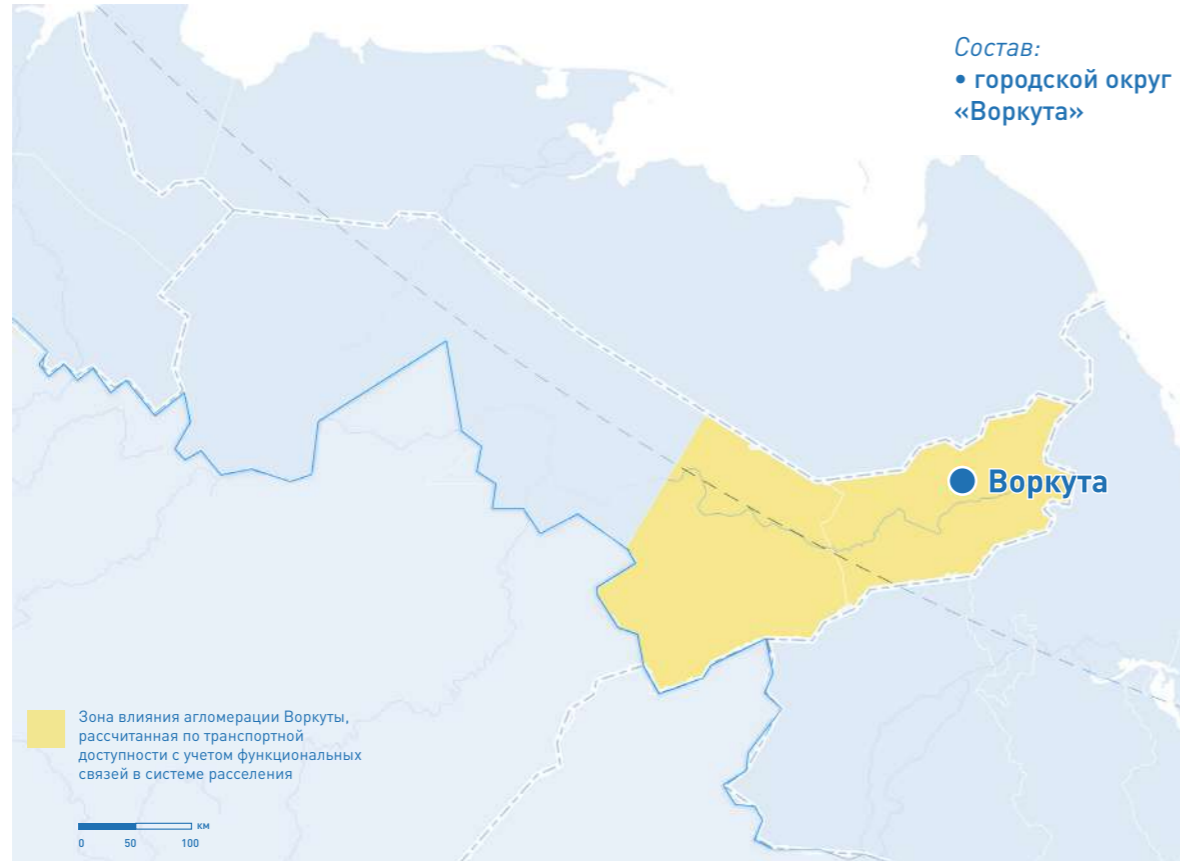 Состав:
• городской округ
«Воркута»
Воркута
Зона влияния агломерации Воркуты,
рассчитанная по транспортной
доступности с учетом функциональных
связей в системе расселения
км
0 50 100